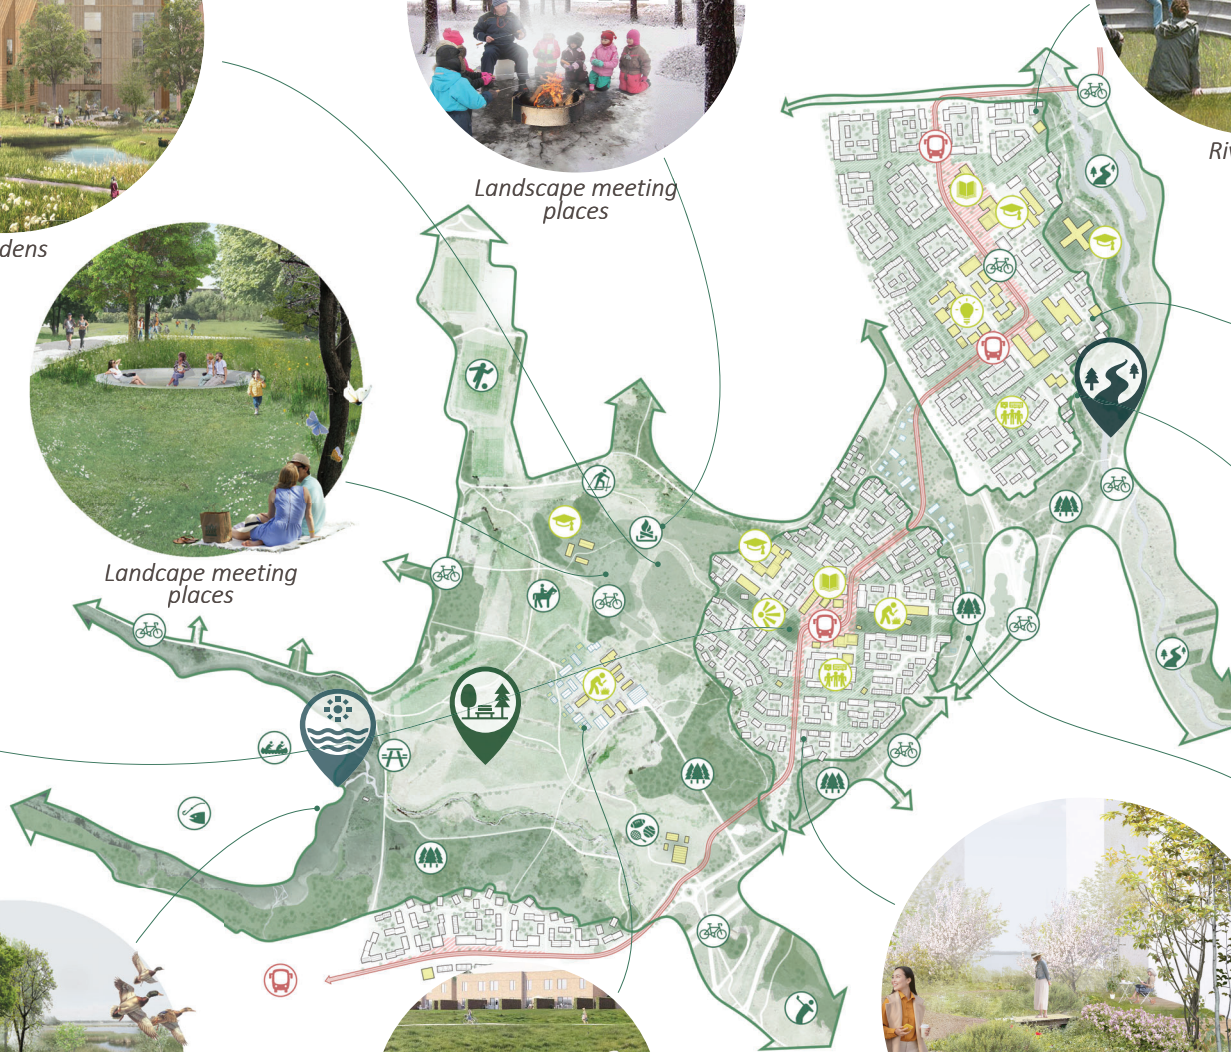 Landscape meeting
places
Riv
dens
Landcape meeting
places